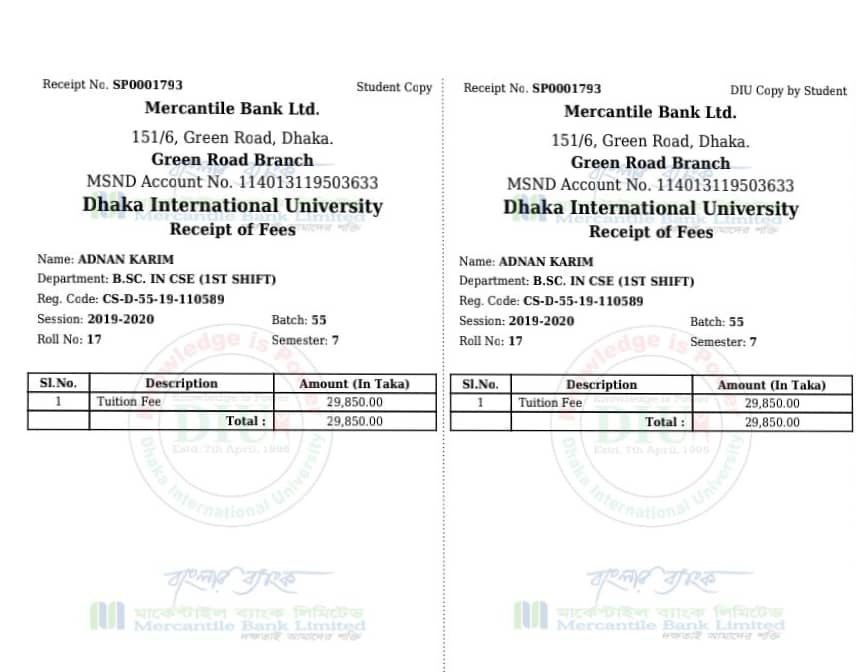 Receipt No. SP0001793 Student Copy
Mercantile Bank Ltd.
151/6, Green Road, Dhaka.
Green Road Branch
MSND Account No. 114013119503633
Dhaka International University
Receipt of Fees
Name: ADNAN KARIM
Department: B.SC. IN CSE (1ST SHIFT)
Reg. Code: CS-D-55-19-110589
Session: 2019-2020 Batch: 55
Roll No: 17 Semester: 7
Sl.No. Description Amount (In Taka)
1 Tuition Fee 29,850.00
Total : 29,850.00
Knowledge is Power
DIU
Estd. 7th April, 1995
Dhaka International University
বাংলার ব্যাংক
মার্কেন্টাইল ব্যাংক লিমিটেড
Mercantile Bank Limited
দক্ষতাই আমাদের শক্তি
Receipt No. SP0001793 DIU Copy by Student
Mercantile Bank Ltd.
151/6, Green Road, Dhaka.
Green Road Branch
MSND Account No. 114013119503633
Dhaka International University
Receipt of Fees
Name: ADNAN KARIM
Department: B.SC. IN CSE (1ST SHIFT)
Reg. Code: CS-D-55-19-110589
Session: 2019-2020 Batch: 55
Roll No: 17 Semester: 7
Sl.No. Description Amount (In Taka)
1 Tuition Fee 29,850.00
Total : 29,850.00
Knowledge is Power
DIU
Estd. 7th April, 1995
Dhaka International University
বাংলার ব্যাংক
মার্কেন্টাইল ব্যাংক লিমিটেড
Mercantile Bank Limited
দক্ষতাই আমাদের শক্তি